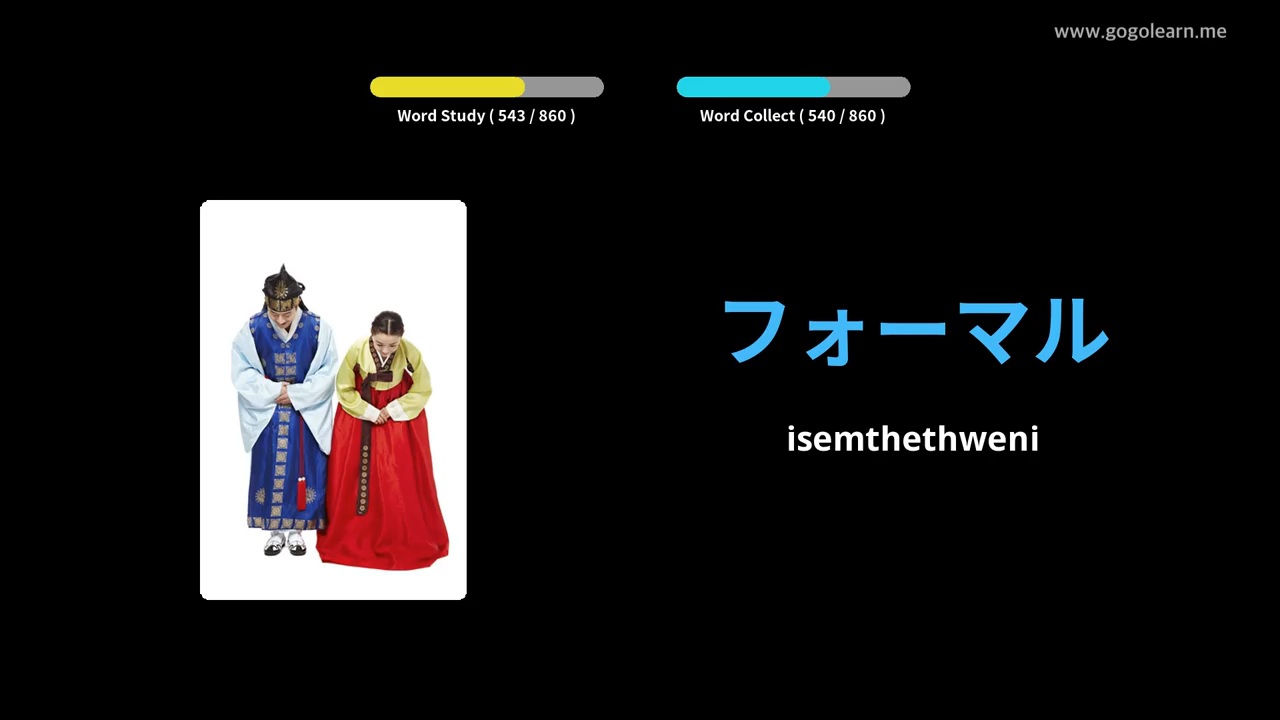 www.gogolearn.me
Word Study ( 543 / 860 )
Word Collect ( 540 / 860 )
フォーマル
isemthethweni